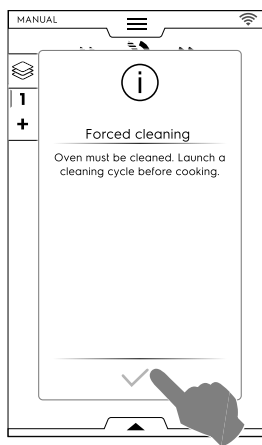 MANUAL
1
+
i
Forced cleaning
Oven must be cleaned. Launch a
cleaning cycle before cooking.